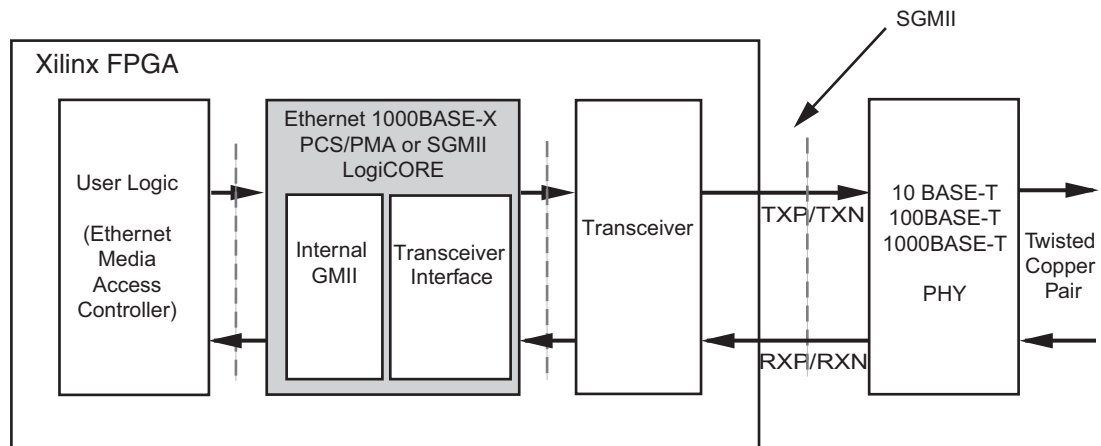 SGMII
Xilinx FPGA
User Logic
(Ethernet
Media
Access
Controller)
Ethernet 1000BASE-X
PCS/PMA or SGMII
LogiCORE
Internal
GMII
Transceiver
Interface
Transceiver
TXP/TXN
RXP/RXN
10 BASE-T
100BASE-T
1000BASE-T
PHY
Twisted
Copper
Pair